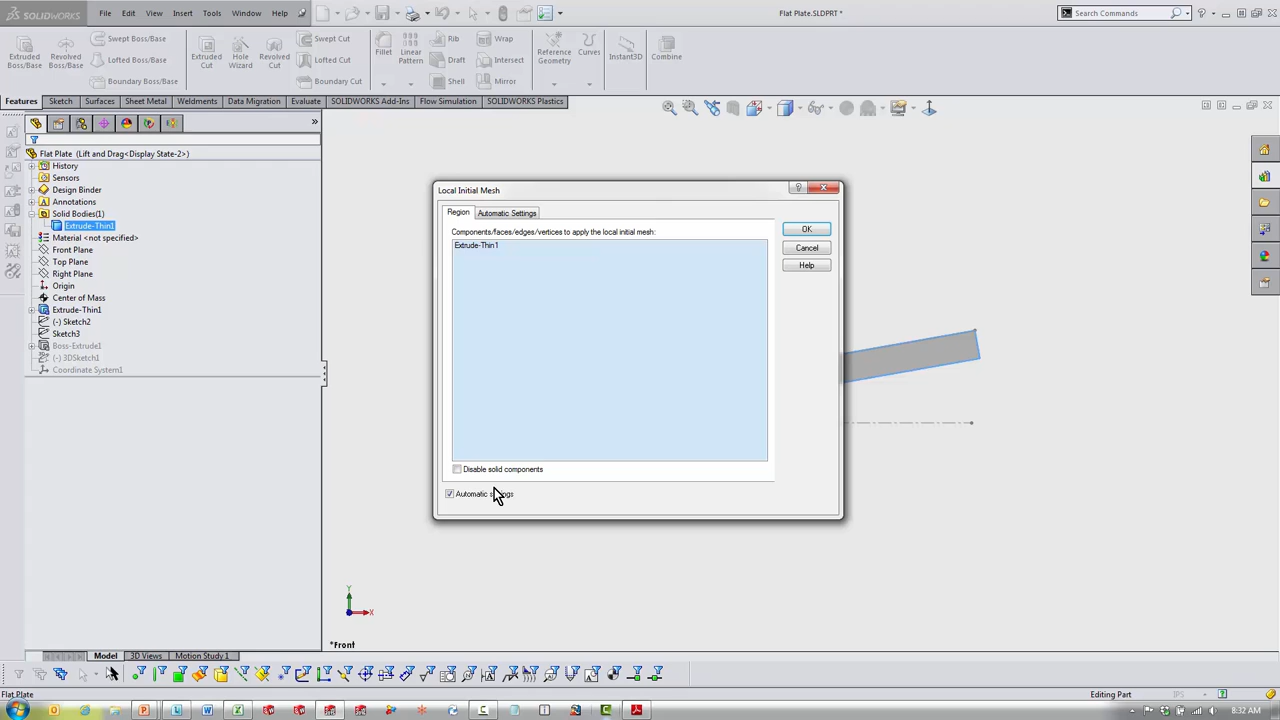 SOLIDWORKS File Edit View Insert Tools Window Help Flat Plate.SLDPRT * Search Commands
Extruded Boss/Base
Revolved Boss/Base
Swept Boss/Base
Lofted Boss/Base
Boundary Boss/Base
Extruded Cut
Hole Wizard
Revolved Cut
Swept Cut
Lofted Cut
Boundary Cut
Fillet
Linear Pattern
Rib
Draft
Shell
Wrap
Intersect
Mirror
Reference Geometry
Curves
Instant3D
Combine
Features Sketch Surfaces Sheet Metal Weldments Data Migration Evaluate SOLIDWORKS Add-Ins Flow Simulation SOLIDWORKS Plastics
Flat Plate (Lift and Drag<Display State-2>)
History
Sensors
Design Binder
Annotations
Solid Bodies(1)
Extrude-Thin1
Material <not specified>
Front Plane
Top Plane
Right Plane
Origin
Center of Mass
Extrude-Thin1
(-) Sketch2
Sketch3
Boss-Extrude1
(-) 3DSketch1
Coordinate System1
Local Initial Mesh
Region Automatic Settings
Components/faces/edges/vertices to apply the local initial mesh:
Extrude-Thin1
OK
Cancel
Help
Disable solid components
Automatic
Y
X
*Front
Model 3D Views Motion Study 1
Flat Plate Editing Part IPS
8:32 AM